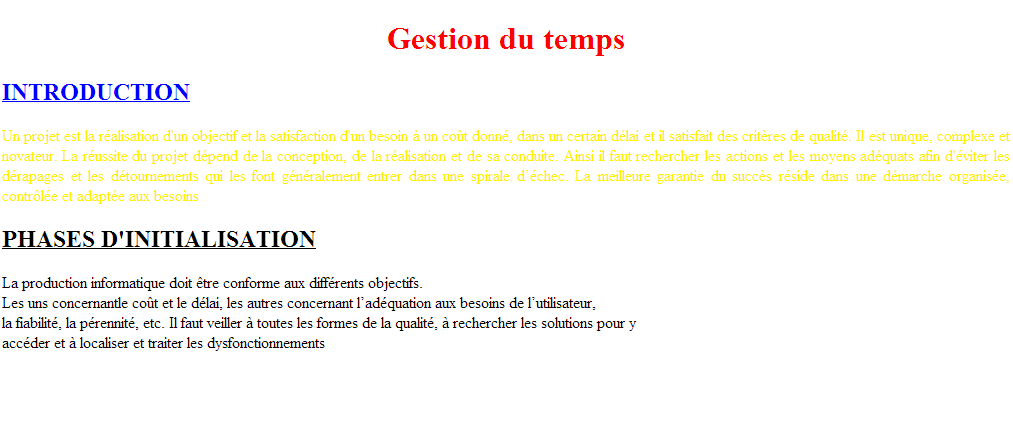 Gestion du temps
INTRODUCTION
Un projet est la réalisation d'un objectif et la satisfaction d'un besoin à un coût donné, dans un certain délai et il satisfait des critères de qualité. Il est unique, complexe et
novateur. La réussite du projet dépend de la conception, de la réalisation et de sa conduite. Ainsi il faut rechercher les actions et les moyens adéquats afin d'éviter les
dérapages et les détournements qui les font généralement entrer dans une spirale d’échec. La meilleure garantie du succès réside dans une démarche organisée,
contrôlée et adaptée aux besoins
PHASES D'INITIALISATION
La production informatique doit être conforme aux différents objectifs.
Les uns concernantle coût et le délai, les autres concernant l’adéquation aux besoins de l’utilisateur,
la fiabilité, la pérennité, etc. Il faut veiller à toutes les formes de la qualité, à rechercher les solutions pour y
accéder et à localiser et traiter les dysfonctionnements